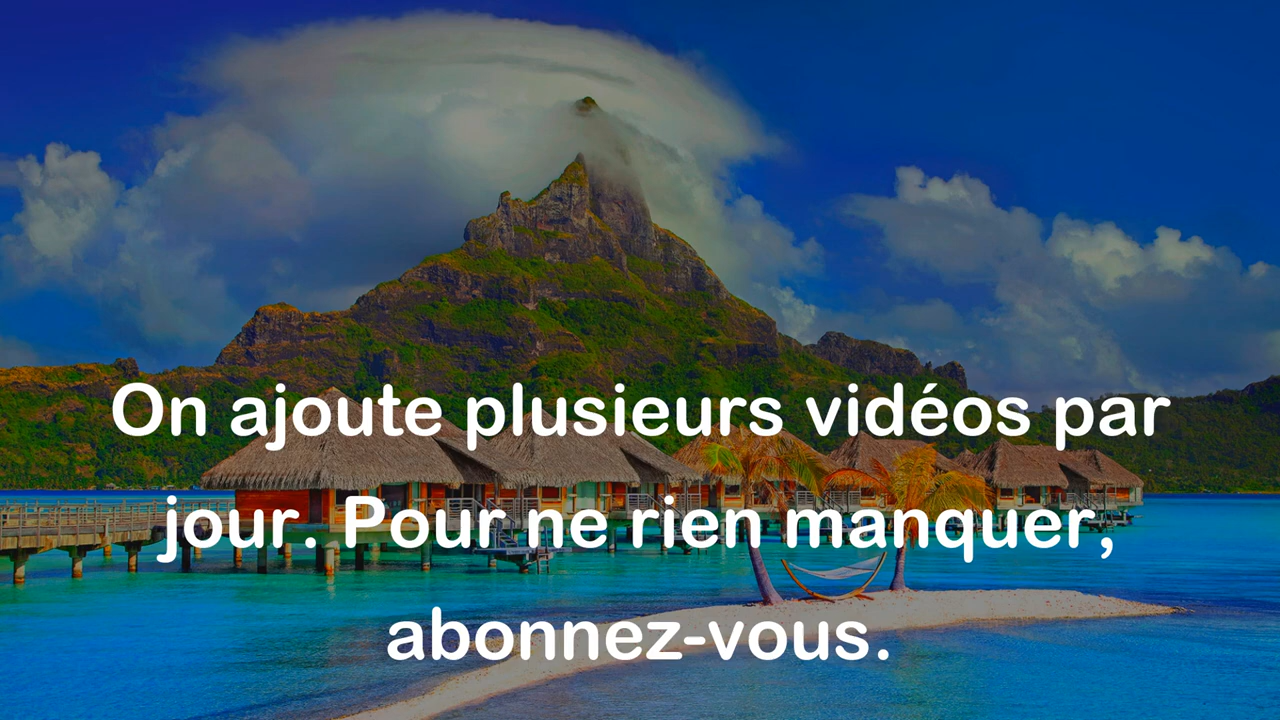 On ajoute plusieurs vidéos par
jour. Pour ne rien manquer,
abonnez-vous.